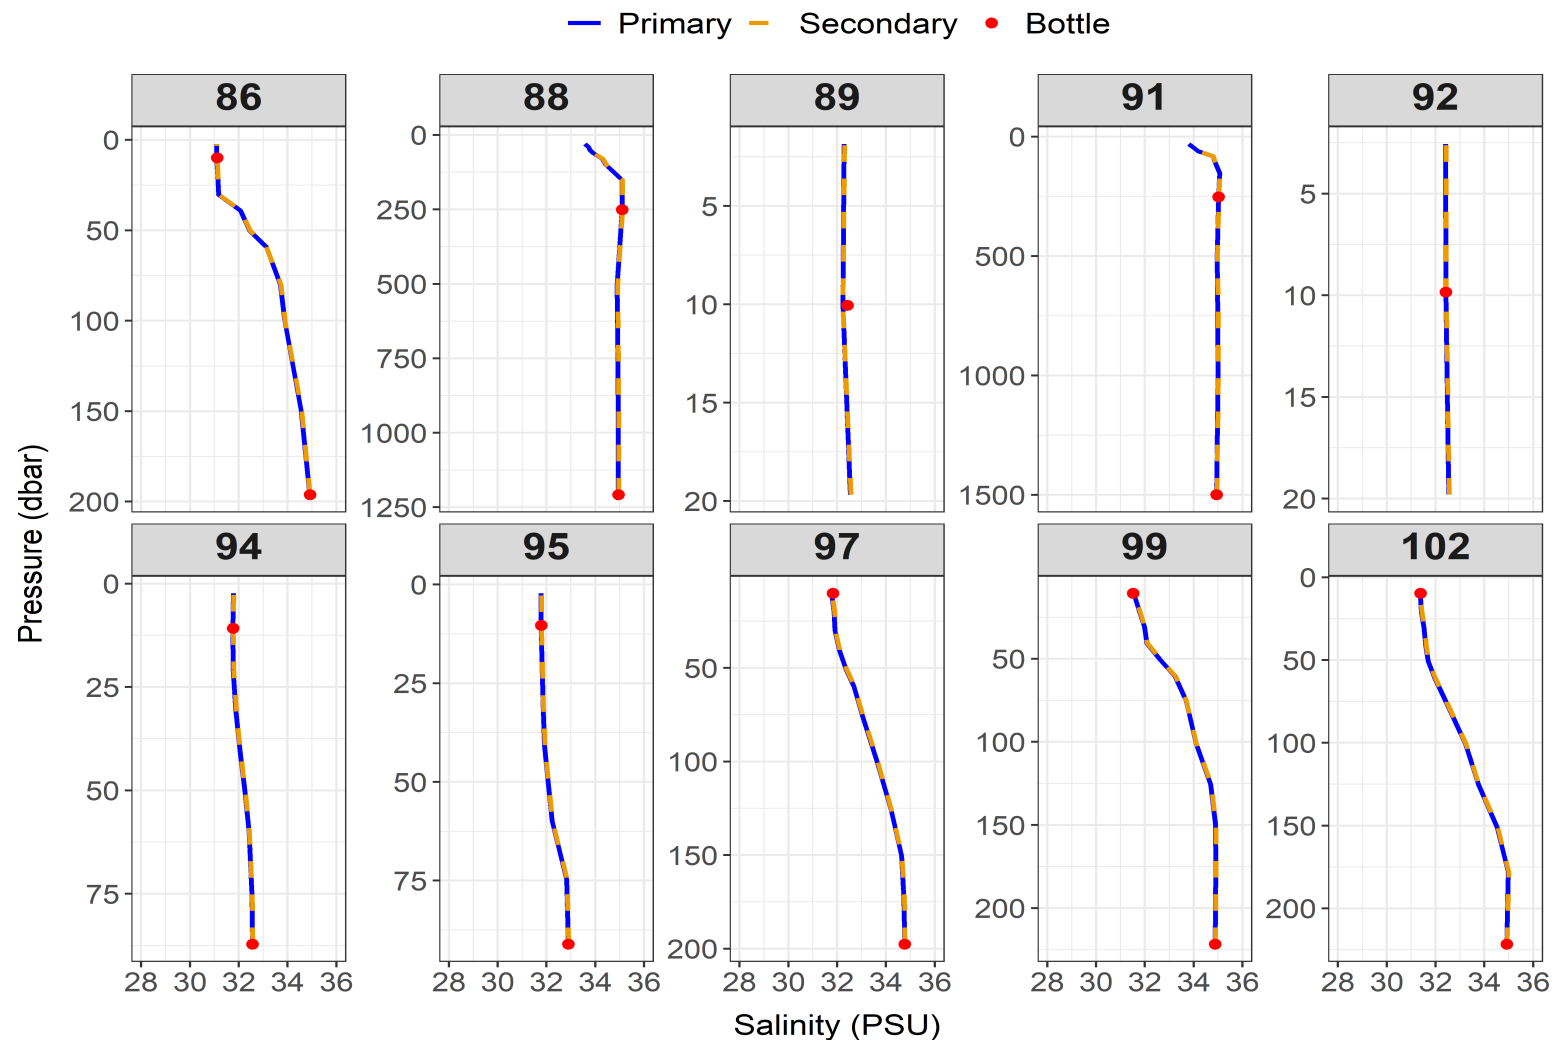 Primary Secondary Bottle
86 88 89 91 92
0 50 100 150 200
0 250 500 750 1000 1250
5 10 15 20
0 500 1000 1500
5 10 15 20
Pressure (dbar)
94 95 97 99 102
0 25 50 75
0 25 50 75
50 100 150 200
50 100 150 200
0 50 100 150 200
28 30 32 34 36 28 30 32 34 36 28 30 32 34 36 28 30 32 34 36 28 30 32 34 36
Salinity (PSU)